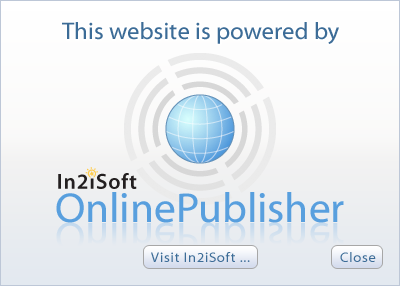 This website is powered by
In2iSoft
OnlinePublisher
Visit In2iSoft ...
Close